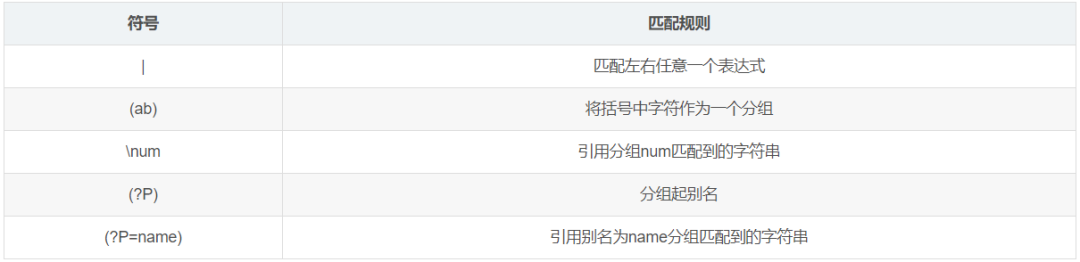 符号 匹配规则
| 匹配左右任意一个表达式
(ab) 将括号中字符作为一个分组
\num 引用分组num匹配到的字符串
(?P) 分组起别名
(?P=name) 引用别名为name分组匹配到的字符串